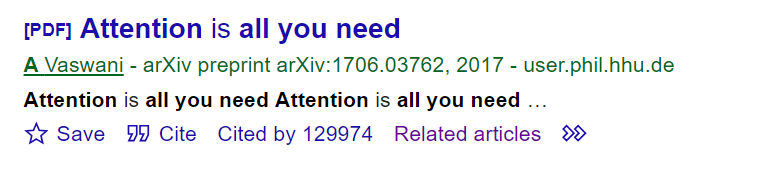 [PDF] Attention is all you need
A Vaswani - arXiv preprint arXiv:1706.03762, 2017 - user.phil.hhu.de
Attention is all you need Attention is all you need …
Save Cite Cited by 129974 Related articles